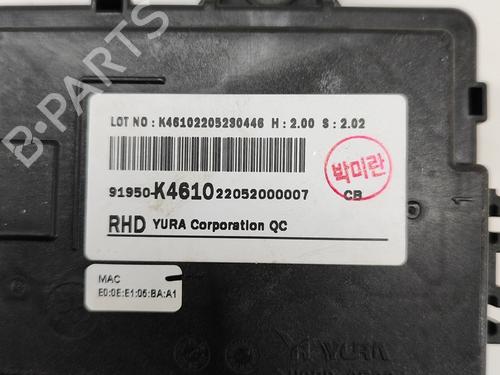 B-PARTS
LOT NO : K46102205230446 H : 2.00 S : 2.02
91950-K461022052000007 CB
박미란
RHD YURA Corporation QC
MAC
E0:0E:E1:05:BA:A1
YURA